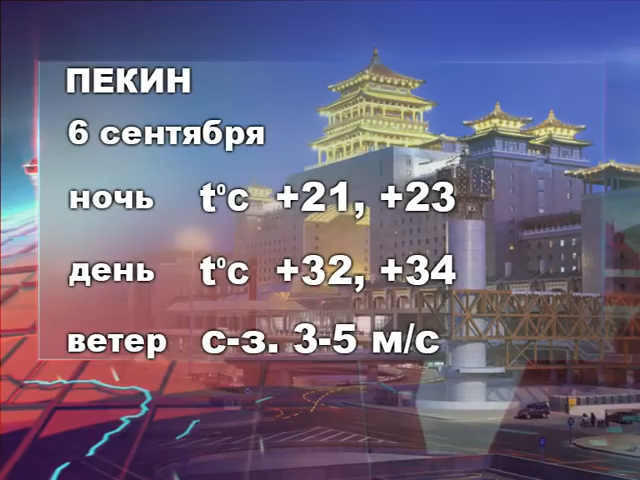 ПЕКИН
6 сентября
ночь t°c +21, +23
день t°c +32, +34
ветер с-з. 3-5 м/с